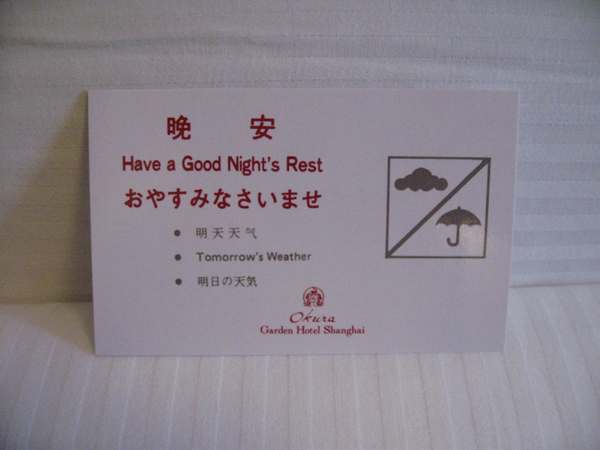 晚 安
Have a Good Night's Rest
おやすみなさいませ
● 明天天气
● Tomorrow's Weather
● 明日の天気
Okura
Garden Hotel Shanghai